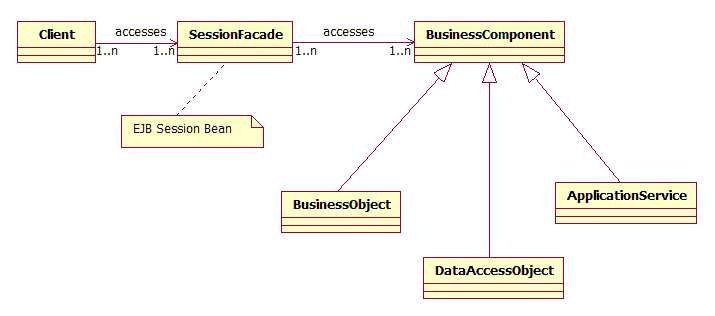 accesses
accesses
Client
SessionFacade
BusinessComponent
1..n
1..n
1..n
1..n
EJB Session Bean
BusinessObject
ApplicationService
DataAccessObject